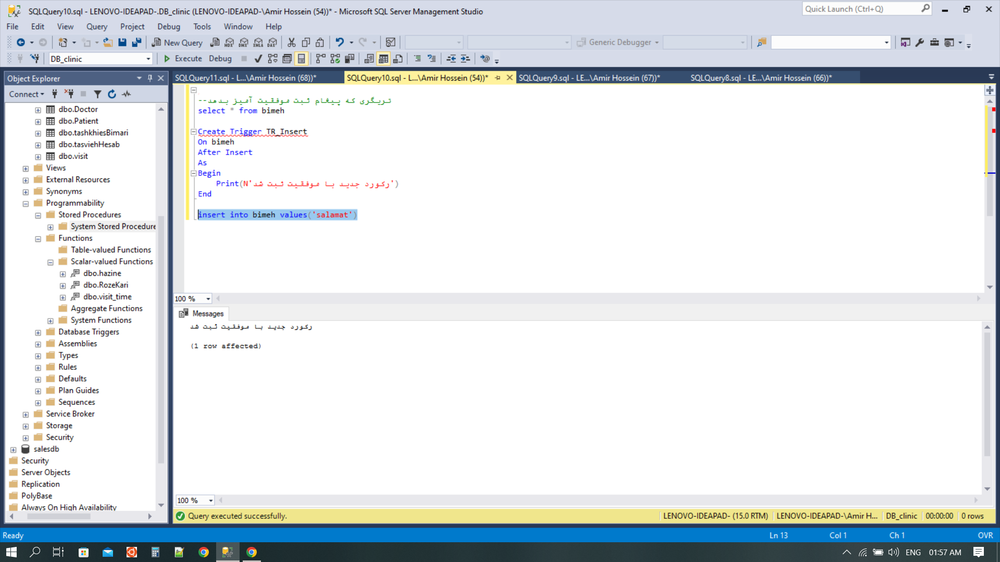 SQLQuery10.sql - LENOVO-IDEAPAD-.DB_clinic (LENOVO-IDEAPAD-\Amir Hossein (54))* - Microsoft SQL Server Management Studio
Quick Launch (Ctrl+Q)
File Edit View Query Project Debug Tools Window Help
New Query MDX DMX XMLA DAX Generic Debugger
DB_clinic Execute Debug
Object Explorer
Connect
dbo.Doctor
dbo.Patient
dbo.tashkhiesBimari
dbo.tasviehHesab
dbo.visit
Views
External Resources
Synonyms
Programmability
Stored Procedures
System Stored Procedure
Functions
Table-valued Functions
Scalar-valued Functions
dbo.hazine
dbo.RozeKari
dbo.visit_time
Aggregate Functions
System Functions
Database Triggers
Assemblies
Types
Rules
Defaults
Plan Guides
Sequences
Service Broker
Storage
Security
salesdb
Security
Server Objects
Replication
PolyBase
Always On High Availability
SQLQuery11.sql - L...\Amir Hossein (68))* SQLQuery10.sql - L...\Amir Hossein (54))* SQLQuery9.sql - LE...\Amir Hossein (67))* SQLQuery8.sql - LE...\Amir Hossein (66))*
--تریگری که پیغام ثبت موفقیت آمیز بدهد
select * from bimeh
Create Trigger TR_Insert
On bimeh
After Insert
As
Begin
Print(N'رکورد جدید با موفقیت ثبت شد')
End
insert into bimeh values('salamat')
100 %
Messages
رکورد جدید با موفقیت ثبت شد
(1 row affected)
100 %
Query executed successfully. LENOVO-IDEAPAD- (15.0 RTM) LENOVO-IDEAPAD-\Amir H... DB_clinic 00:00:00 0 rows
Ready Ln 13 Col 1 Ch 1 OVR
ENG 01:57 AM